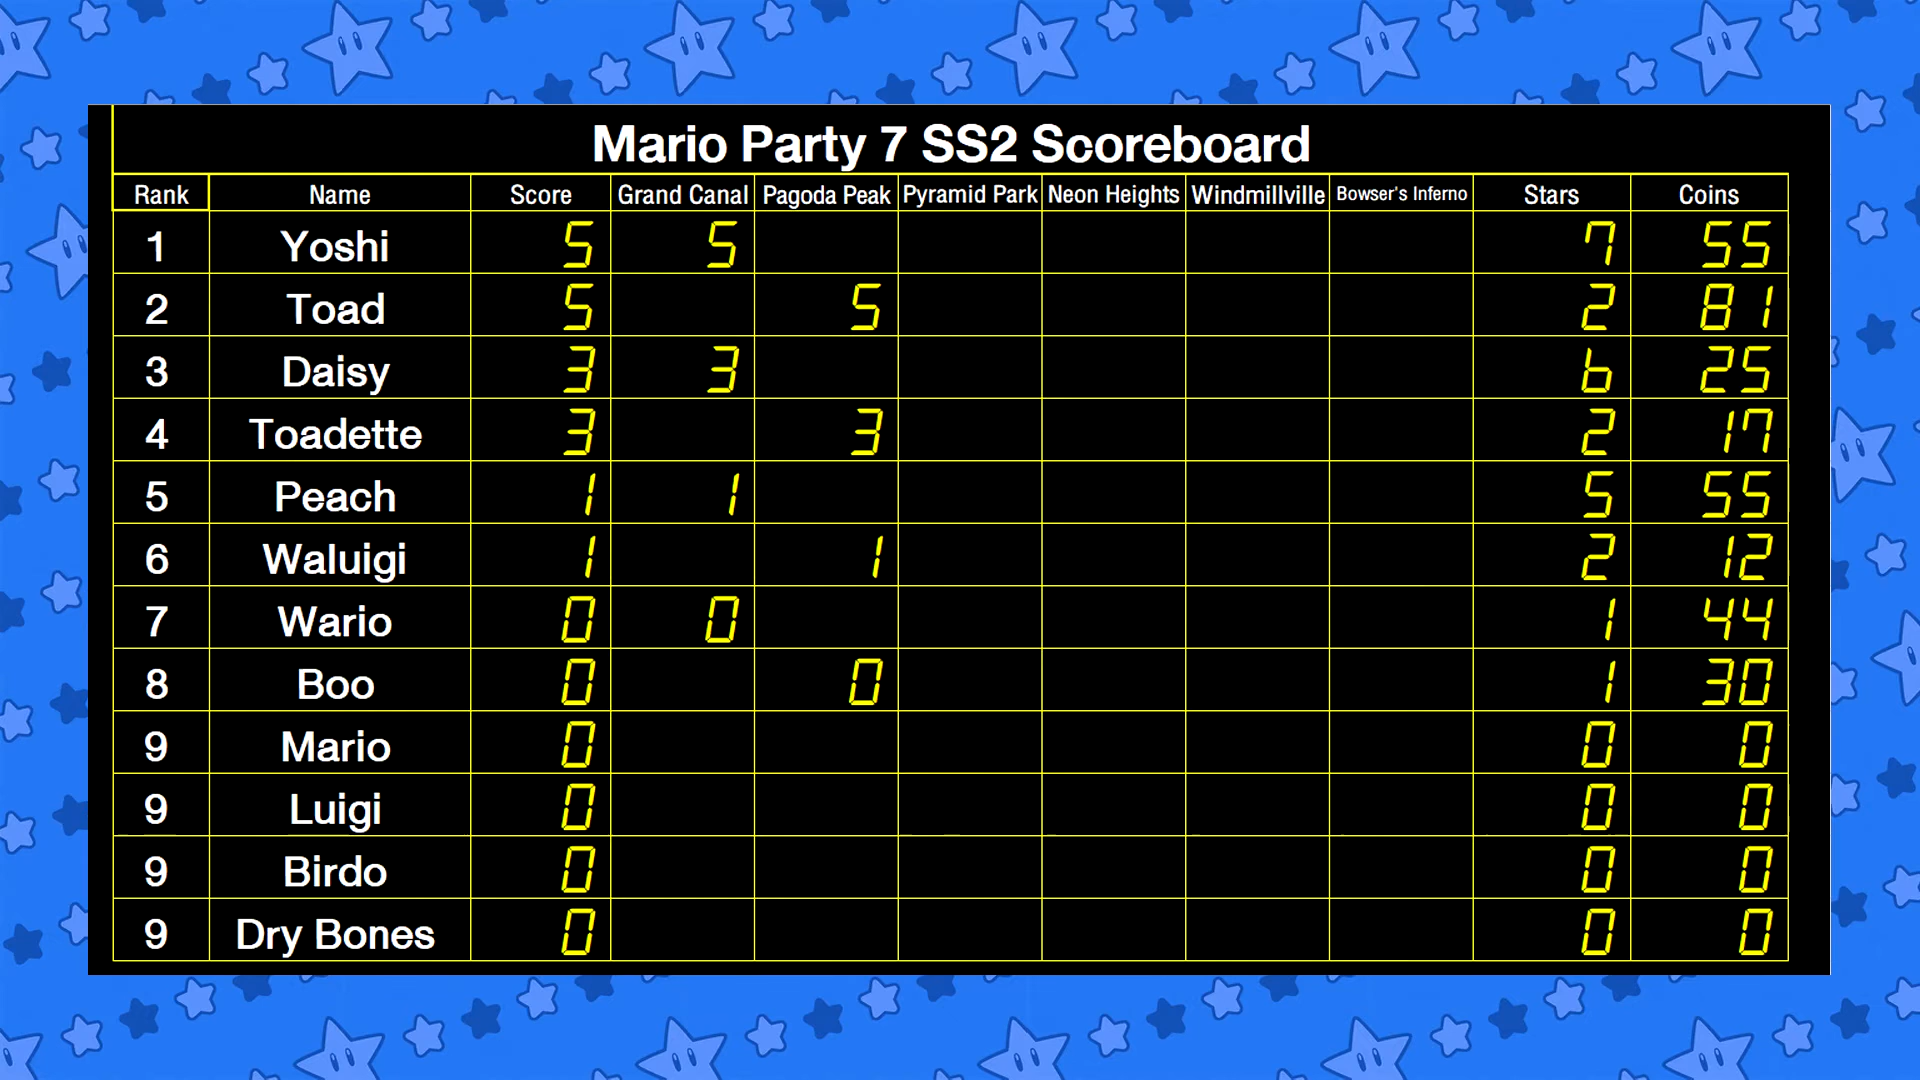 Mario Party 7 SS2 Scoreboard
Rank Name Score Grand Canal Pagoda Peak Pyramid Park Neon Heights Windmillville Bowser's Inferno Stars Coins
1 Yoshi 5 5 7 55
2 Toad 5 5 2 81
3 Daisy 3 3 6 25
4 Toadette 3 3 2 17
5 Peach 1 1 5 55
6 Waluigi 1 1 2 12
7 Wario 0 0 1 44
8 Boo 0 0 1 30
9 Mario 0 0 0
9 Luigi 0 0 0
9 Birdo 0 0 0
9 Dry Bones 0 0 0